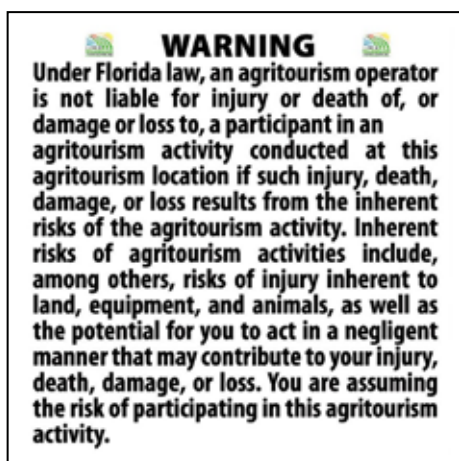 WARNING
Under Florida law, an agritourism operator
is not liable for injury or death of, or
damage or loss to, a participant in an
agritourism activity conducted at this
agritourism location if such injury, death,
damage, or loss results from the inherent
risks of the agritourism activity. Inherent
risks of agritourism activities include,
among others, risks of injury inherent to
land, equipment, and animals, as well as
the potential for you to act in a negligent
manner that may contribute to your injury,
death, damage, or loss. You are assuming
the risk of participating in this agritourism
activity.